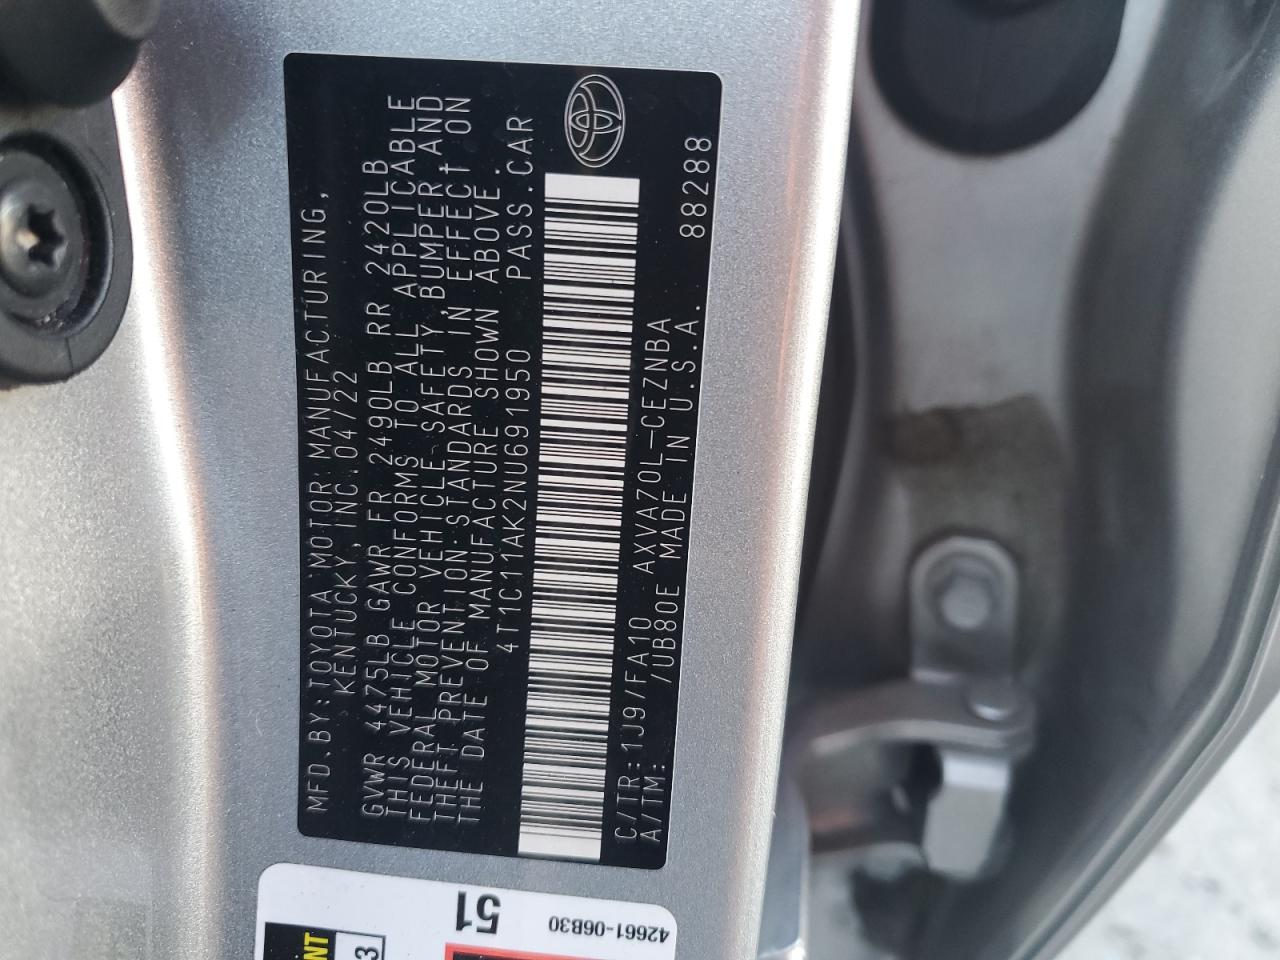 MFD.BY:TOYOTA MOTOR MANUFACTURING,
KENTUCKY, INC. 04/22
GVWR 4475LB GAWR FR 2490LB RR 2420LB
THIS VEHICLE CONFORMS TO ALL APPLICABLE
FEDERAL MOTOR VEHICLE SAFETY, BUMPER, AND
THEFT PREVENTION STANDARDS IN EFFECT ON
THE DATE OF MANUFACTURE SHOWN ABOVE.
4T1C11AK2NU691950 PASS.CAR
C/TR:1J9/FA10 AXVA70L-CEZNBA
A/TM: /UB80E MADE IN U.S.A.
88288
51
42661-06B30
3